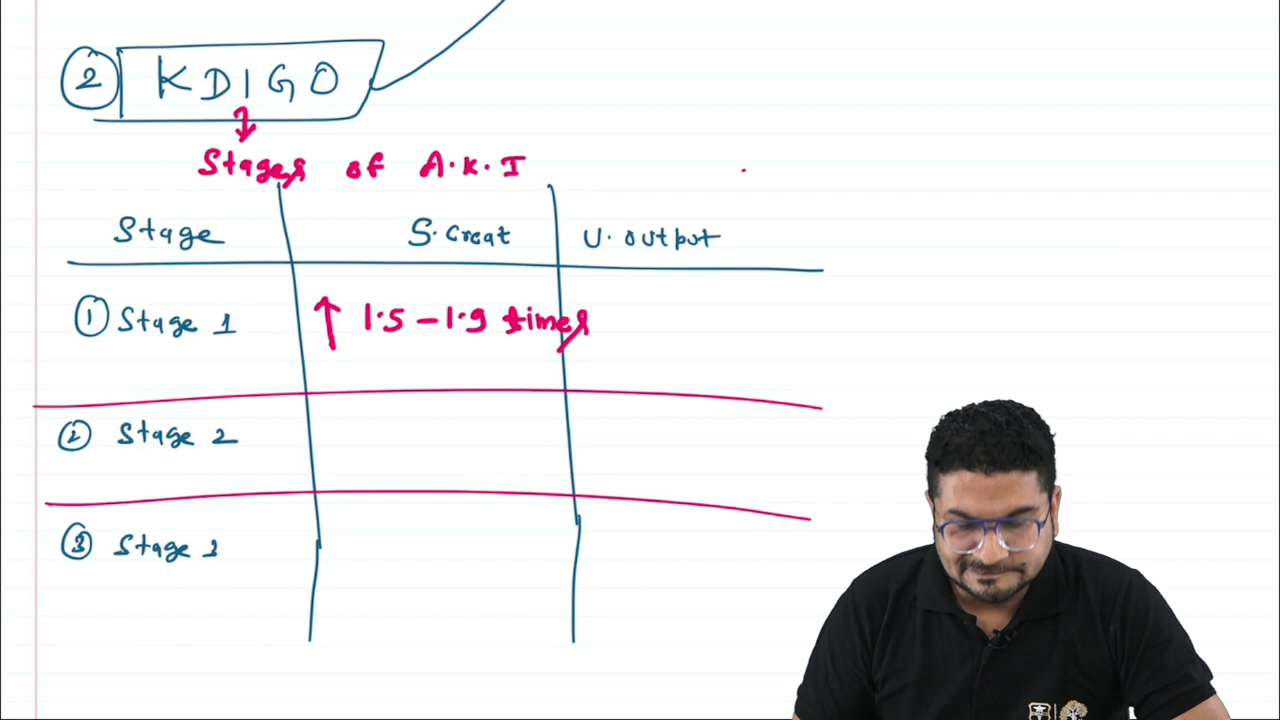 ② KDIGO
Stages of A.K.I
Stage S.Creat U.output
① Stage 1 ↑ 1.5-1.9 times
② Stage 2
③ Stage 3